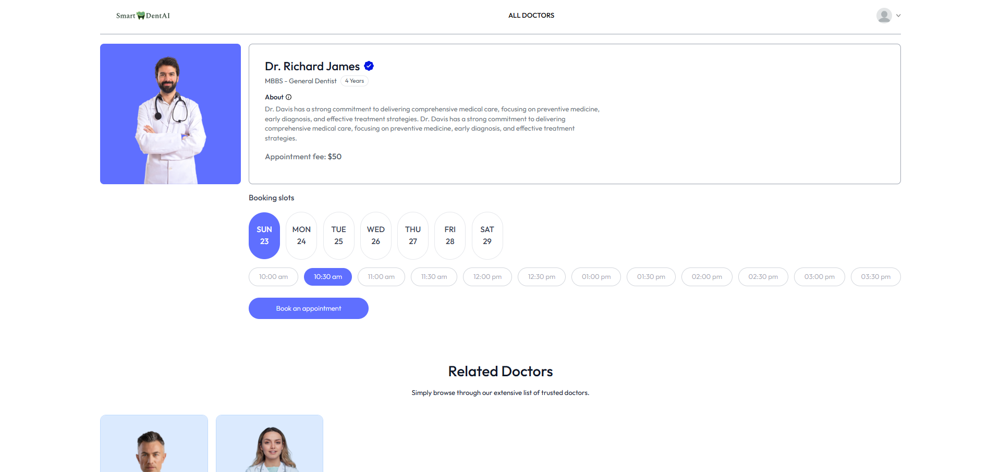 Smart DentAI
ALL DOCTORS
Dr. Richard James
MBBS - General Dentist 4 Years
About
Dr. Davis has a strong commitment to delivering comprehensive medical care, focusing on preventive medicine,
early diagnosis, and effective treatment strategies. Dr. Davis has a strong commitment to delivering
comprehensive medical care, focusing on preventive medicine, early diagnosis, and effective treatment
strategies.
Appointment fee: $50
Booking slots
SUN MON TUE WED THU FRI SAT
23 24 25 26 27 28 29
10:00 am 10:30 am 11:00 am 11:30 am 12:00 pm 12:30 pm 01:00 pm 01:30 pm 02:00 pm 02:30 pm 03:00 pm 03:30 pm
Book an appointment
Related Doctors
Simply browse through our extensive list of trusted doctors.